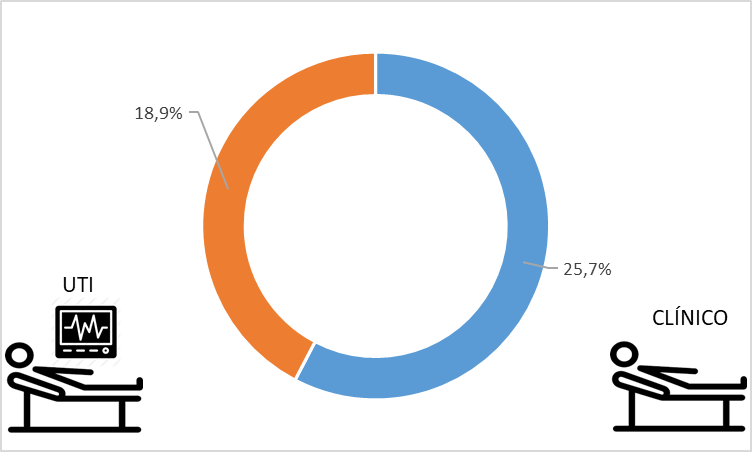 18,9%
25,7%
UTI
CLÍNICO